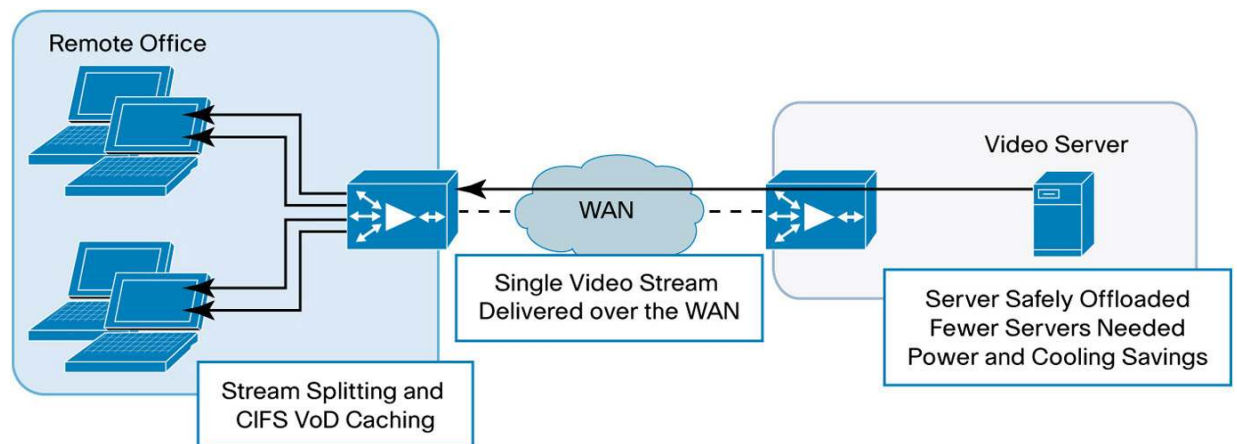 Remote Office
Video Server
WAN
Single Video Stream
Delivered over the WAN
Server Safely Offloaded
Fewer Servers Needed
Power and Cooling Savings
Stream Splitting and
CIFS VoD Caching